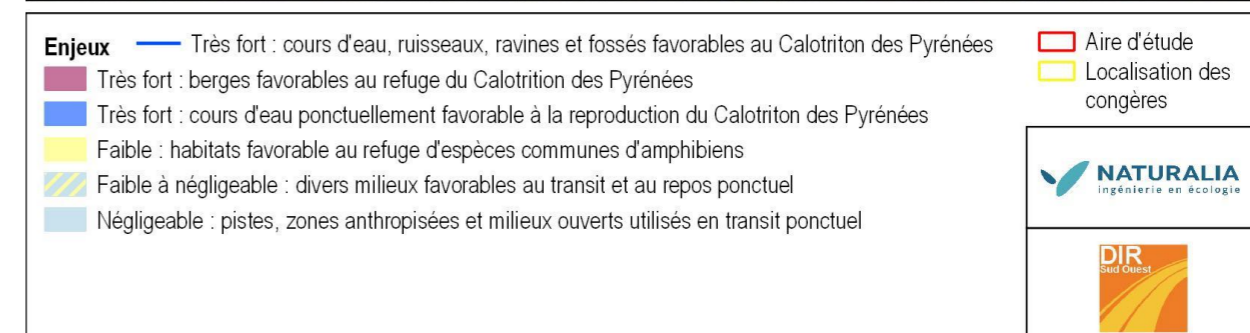 Enjeux Très fort : cours d'eau, ruisseaux, ravines et fossés favorables au Calotriton des Pyrénées
Très fort : berges favorables au refuge du Calotrition des Pyrénées
Très fort : cours d'eau ponctuellement favorable à la reproduction du Calotriton des Pyrénées
Faible : habitats favorable au refuge d'espèces communes d'amphibiens
Faible à négligeable : divers milieux favorables au transit et au repos ponctuel
Négligeable : pistes, zones anthropisées et milieux ouverts utilisés en transit ponctuel
Aire d'étude
Localisation des
congères
NATURALIA
ingénierie en écologie
DIR
Sud Ouest